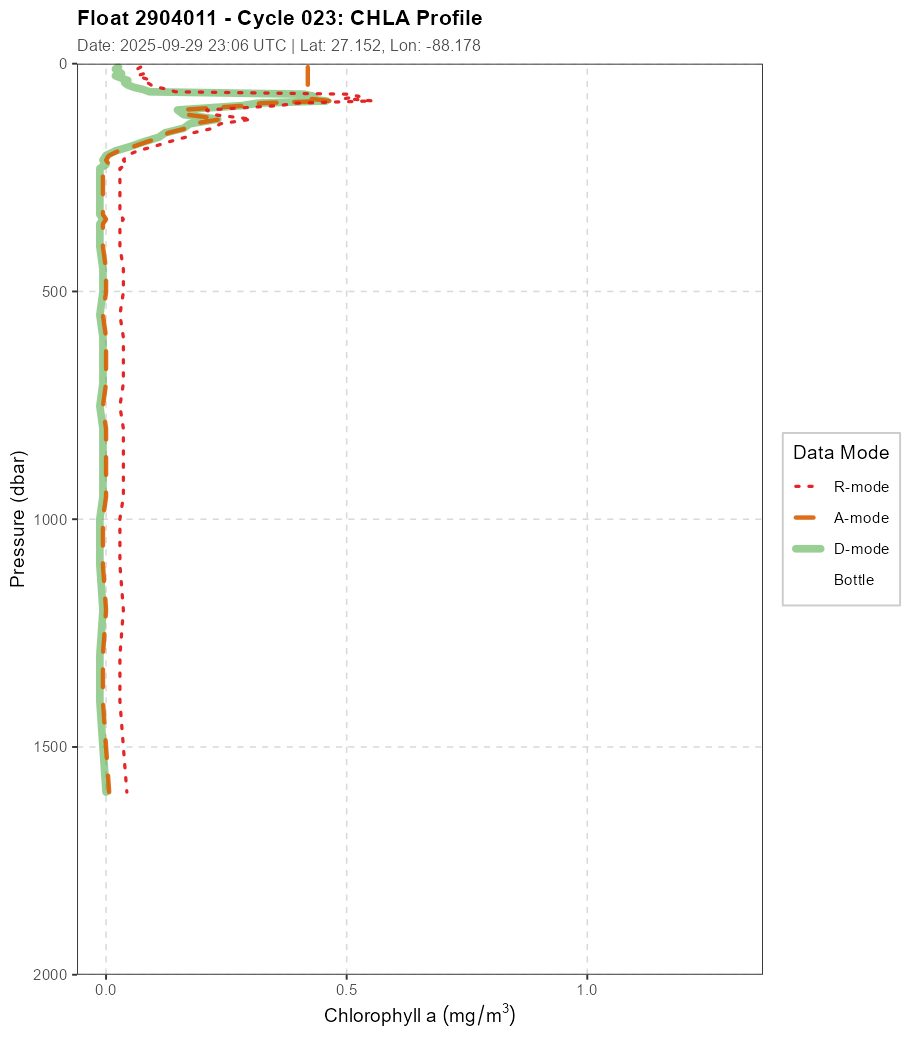 Float 2904011 - Cycle 023: CHLA Profile
Date: 2025-09-29 23:06 UTC | Lat: 27.152, Lon: -88.178
0
500
1000
1500
2000
Pressure (dbar)
0.0 0.5 1.0
Chlorophyll a (mg/m³)
Data Mode
R-mode
A-mode
D-mode
Bottle